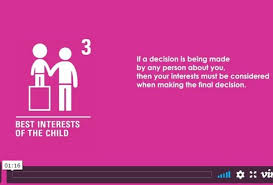 3
If a decision is being made
by any person about you,
then your interests must be considered
when making the final decision.
BEST INTERESTS
OF THE CHILD
01:16